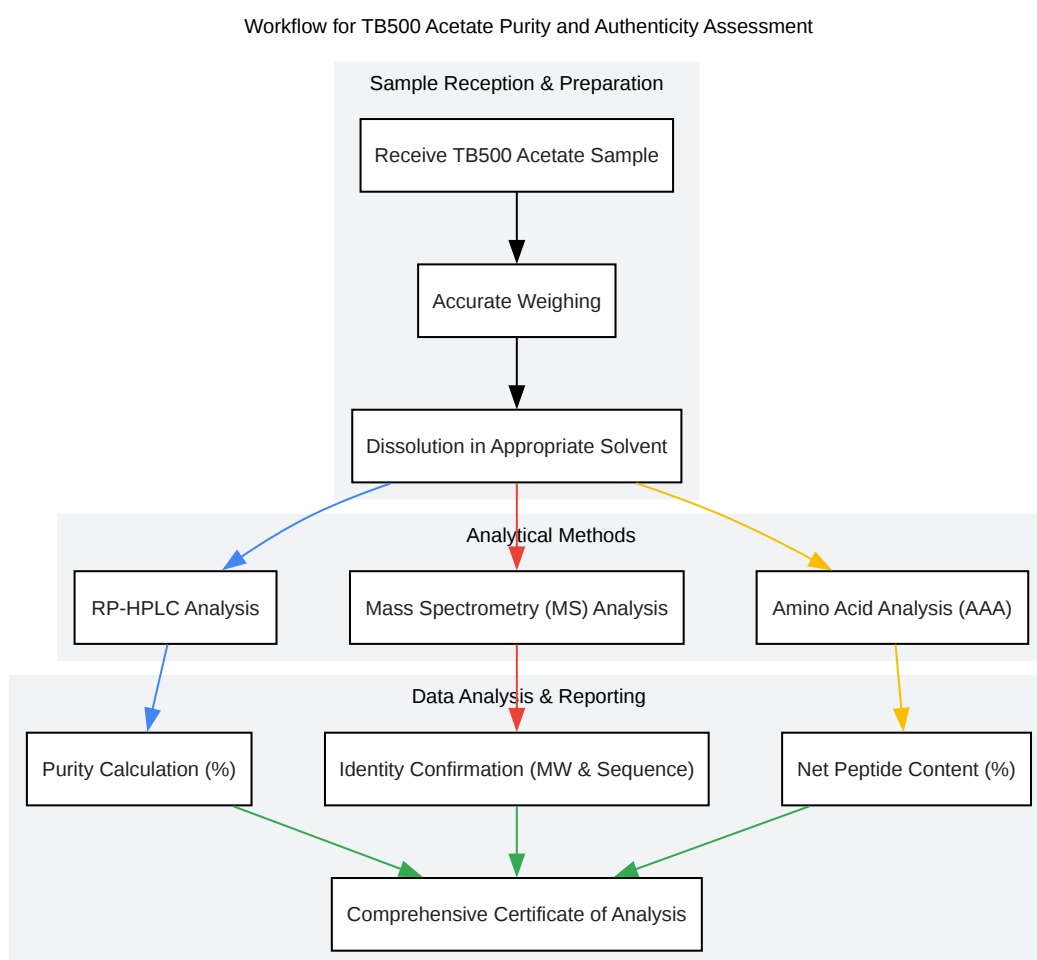 Workflow for TB500 Acetate Purity and Authenticity Assessment
Sample Reception & Preparation
Receive TB500 Acetate Sample
Accurate Weighing
Dissolution in Appropriate Solvent
Analytical Methods
RP-HPLC Analysis
Mass Spectrometry (MS) Analysis
Amino Acid Analysis (AAA)
Data Analysis & Reporting
Purity Calculation (%)
Identity Confirmation (MW & Sequence)
Net Peptide Content (%)
Comprehensive Certificate of Analysis